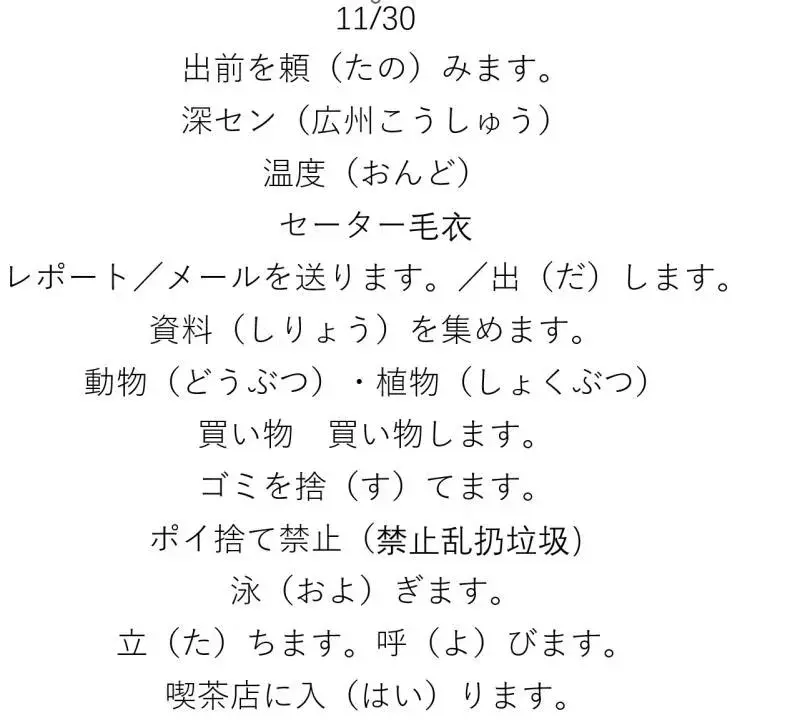 11/30
出前を頼（たの）みます。
深セン（広州こうしゅう）
温度（おんど）
セーター毛衣
レポート／メールを送ります。／出（だ）します。
資料（しりょう）を集めます。
動物（どうぶつ）・植物（しょくぶつ）
買い物　買い物します。
ゴミを捨（す）てます。
ポイ捨て禁止（禁止乱扔垃圾)
泳（およ）ぎます。
立（た）ちます。呼（よ）びます。
喫茶店に入（はい）ります。